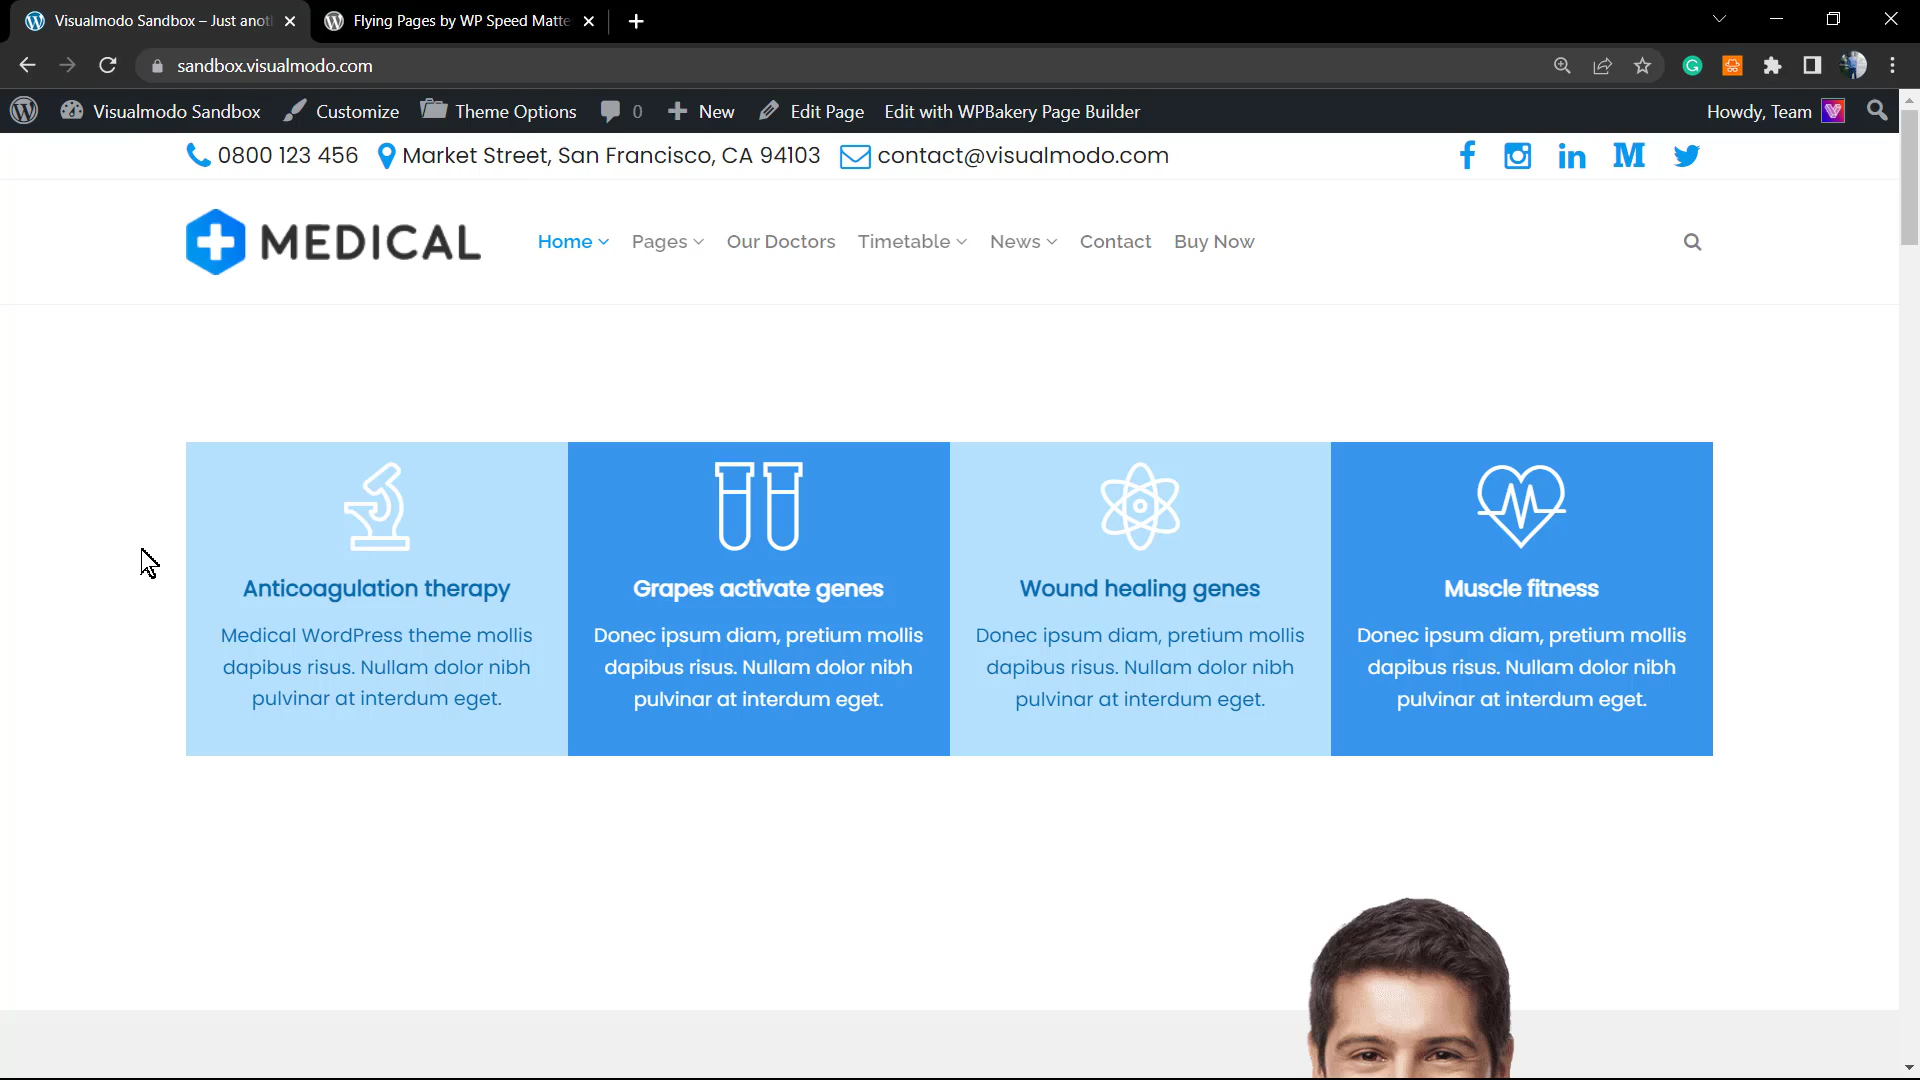 Visualmodo Sandbox – Just anot
Flying Pages by WP Speed Matte
sandbox.visualmodo.com
Visualmodo Sandbox Customize Theme Options 0 New Edit Page Edit with WPBakery Page Builder Howdy, Team
0800 123 456 Market Street, San Francisco, CA 94103 contact@visualmodo.com
MEDICAL
Home Pages Our Doctors Timetable News Contact Buy Now
Anticoagulation therapy
Medical WordPress theme mollis
dapibus risus. Nullam dolor nibh
pulvinar at interdum eget.
Grapes activate genes
Donec ipsum diam, pretium mollis
dapibus risus. Nullam dolor nibh
pulvinar at interdum eget.
Wound healing genes
Donec ipsum diam, pretium mollis
dapibus risus. Nullam dolor nibh
pulvinar at interdum eget.
Muscle fitness
Donec ipsum diam, pretium mollis
dapibus risus. Nullam dolor nibh
pulvinar at interdum eget.